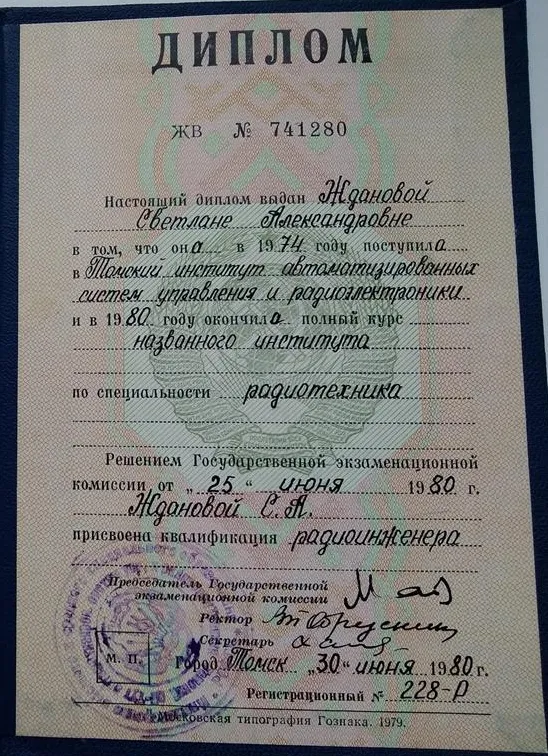 ДИПЛОМ
ЖВ № 741280
Настоящий диплом выдан Ждановой
Светлане Александровне
в том, что она в 1974 году поступила
в Томский институт автоматизированных
систем управления и радиоэлектроники
и в 1980 году окончила полный курс
названного института
по специальности радиотехника
Решением Государственной экзаменационной
комиссии от „25“ июня 1980 г.
Ждановой С. А.
присвоена квалификация радиоинженера
Председатель Государственной
экзаменационной комиссии
Ректор
Секретарь
М. П. Город Томск „30“ июня 1980 г.
Регистрационный № 228-Р
Московская типография Гознака. 1979.